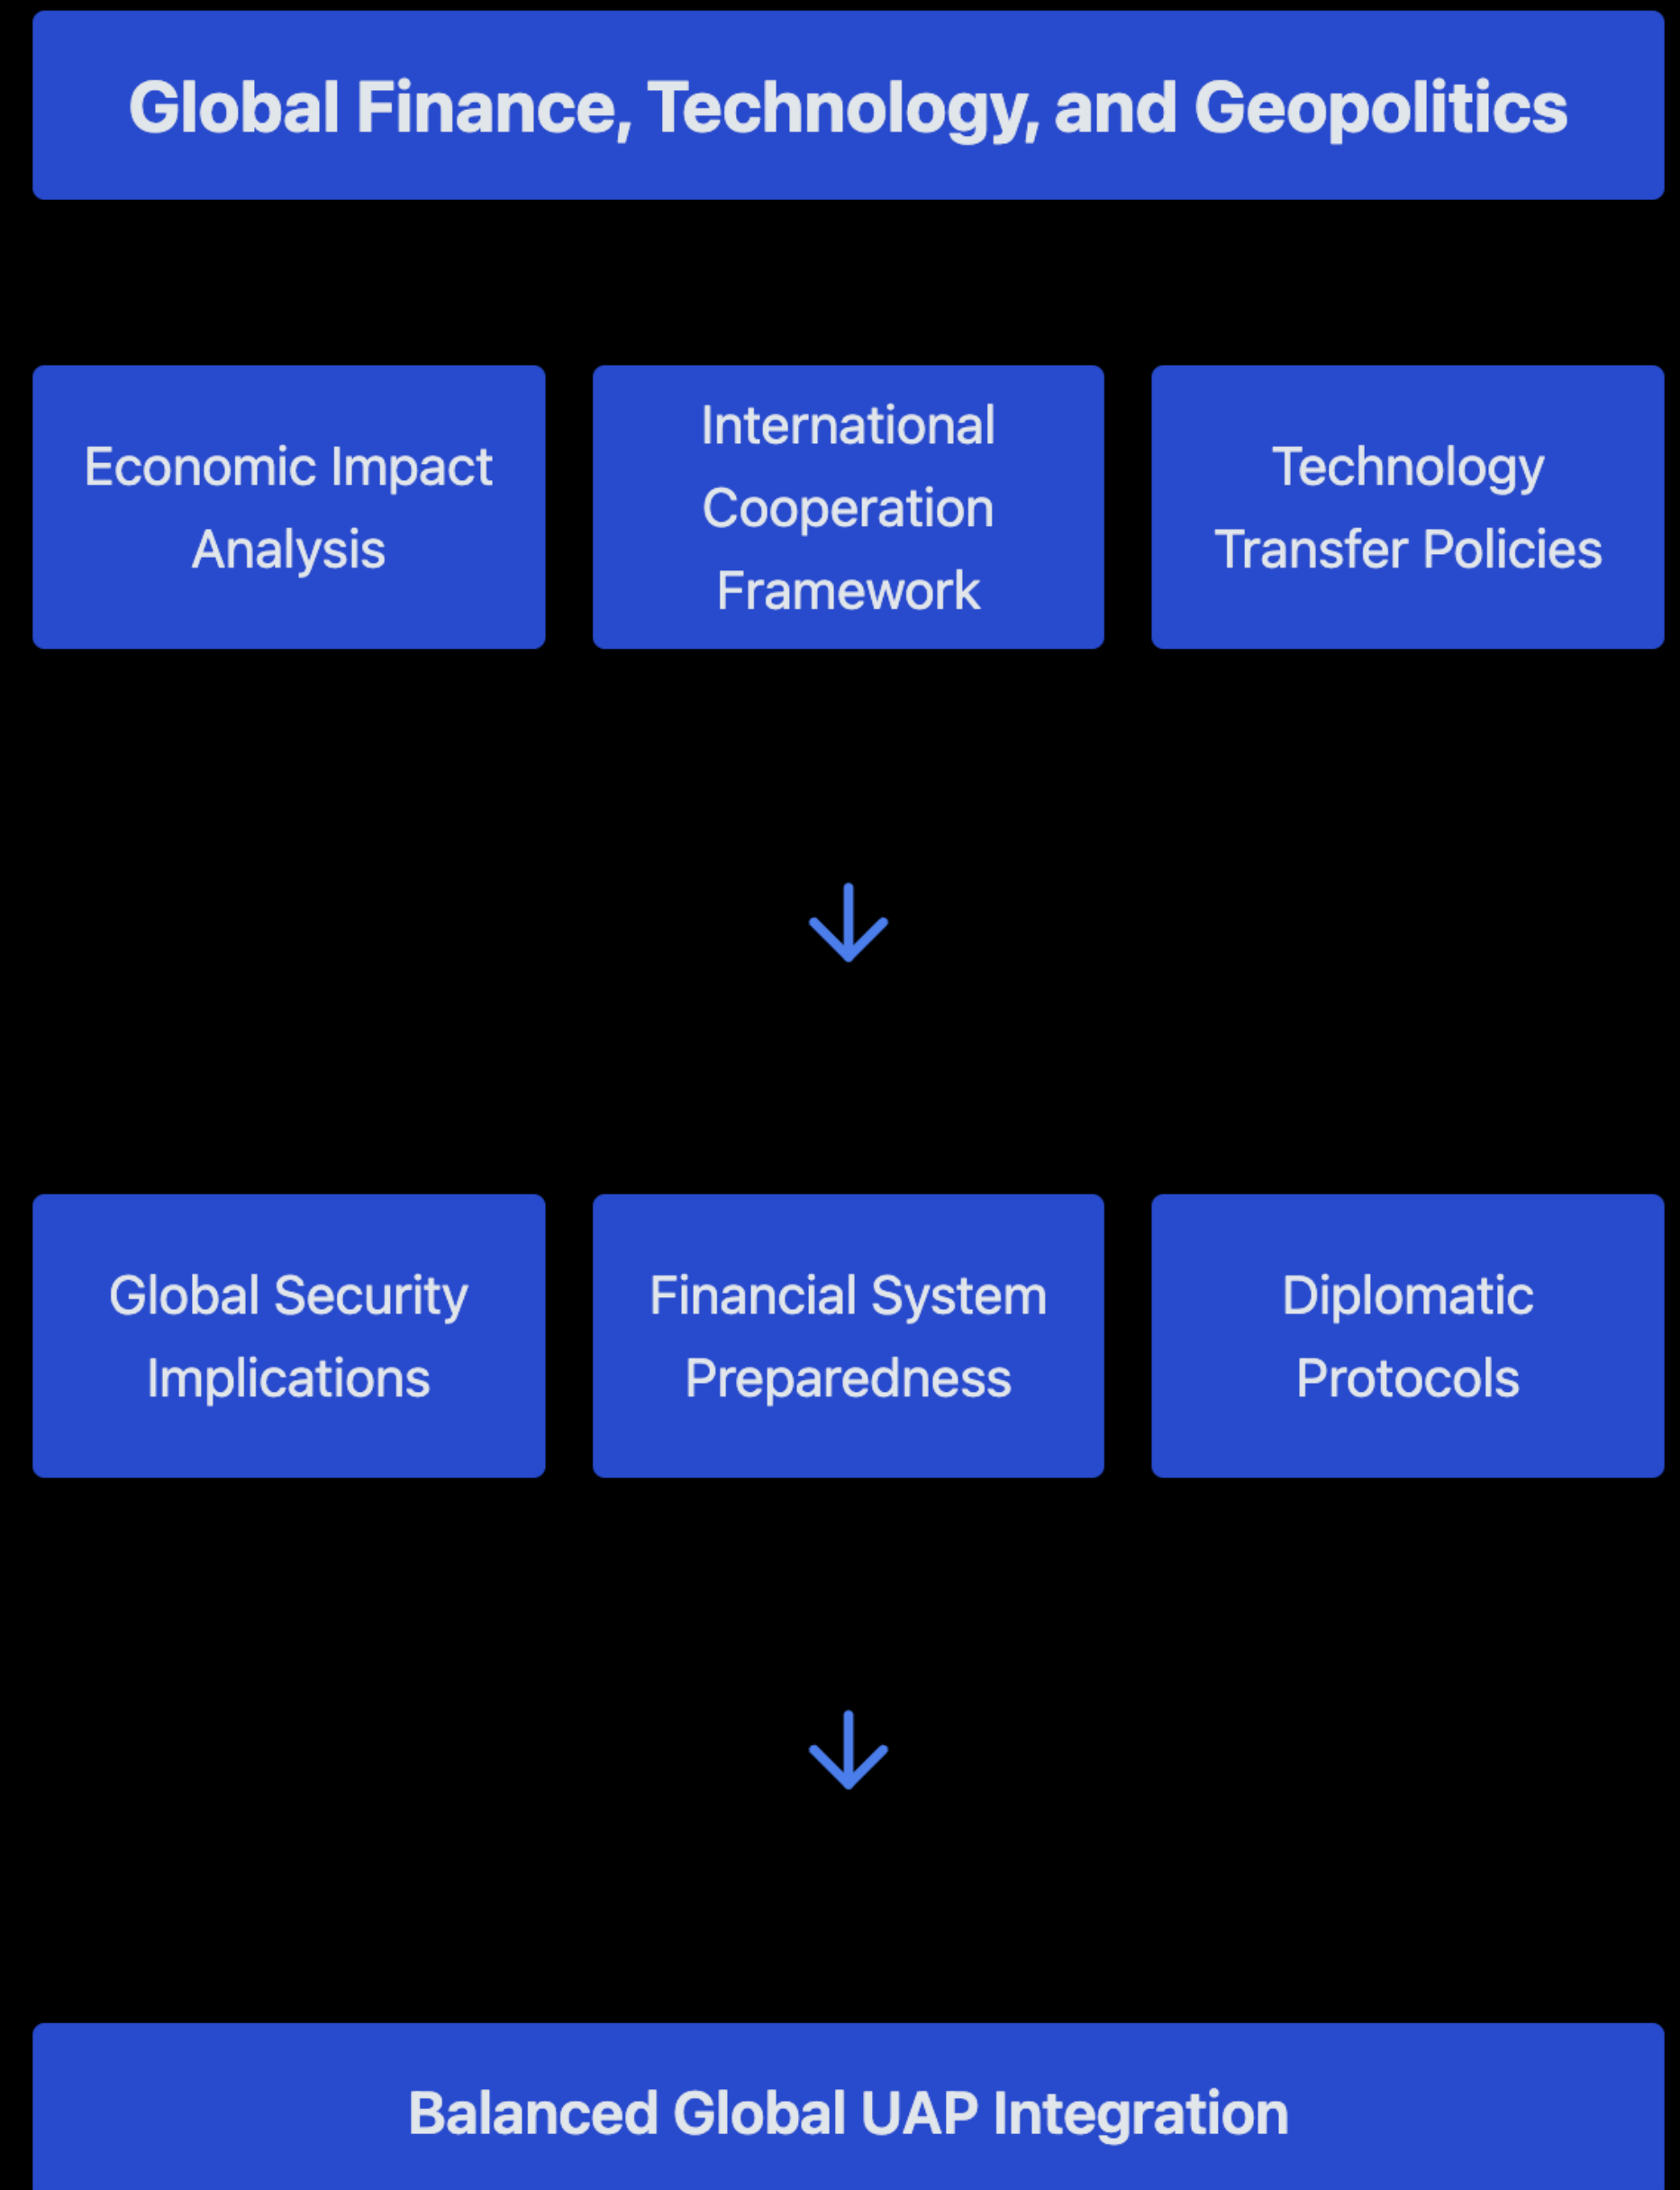 Global Finance, Technology, and Geopolitics
Economic Impact
Analysis
International
Cooperation
Framework
Technology
Transfer Policies
Global Security
Implications
Financial System
Preparedness
Diplomatic
Protocols
Balanced Global UAP Integration